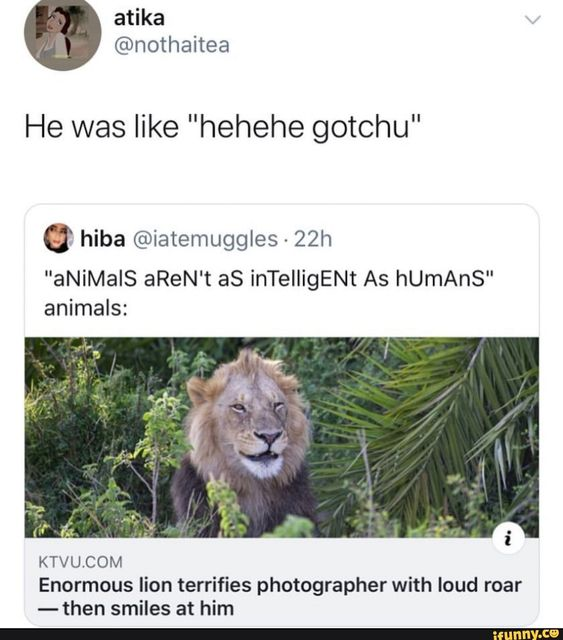 atika
@nothaitea
He was like "hehehe gotchu"
hiba @iatemuggles · 22h
"aNiMalS aReN't aS inTelligENt As hUmAnS"
animals:
i
KTVU.COM
Enormous lion terrifies photographer with loud roar
— then smiles at him
ifunny.co